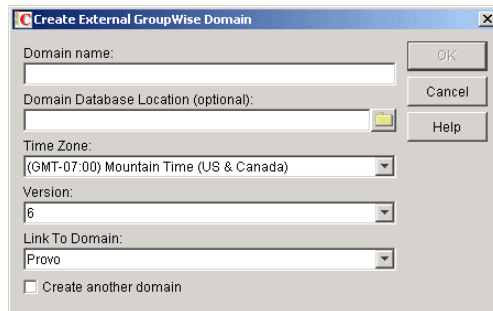 Create External GroupWise Domain
Domain name:
OK
Domain Database Location (optional):
Cancel
Help
Time Zone:
(GMT-07:00) Mountain Time (US & Canada)
Version:
6
Link To Domain:
Provo
Create another domain